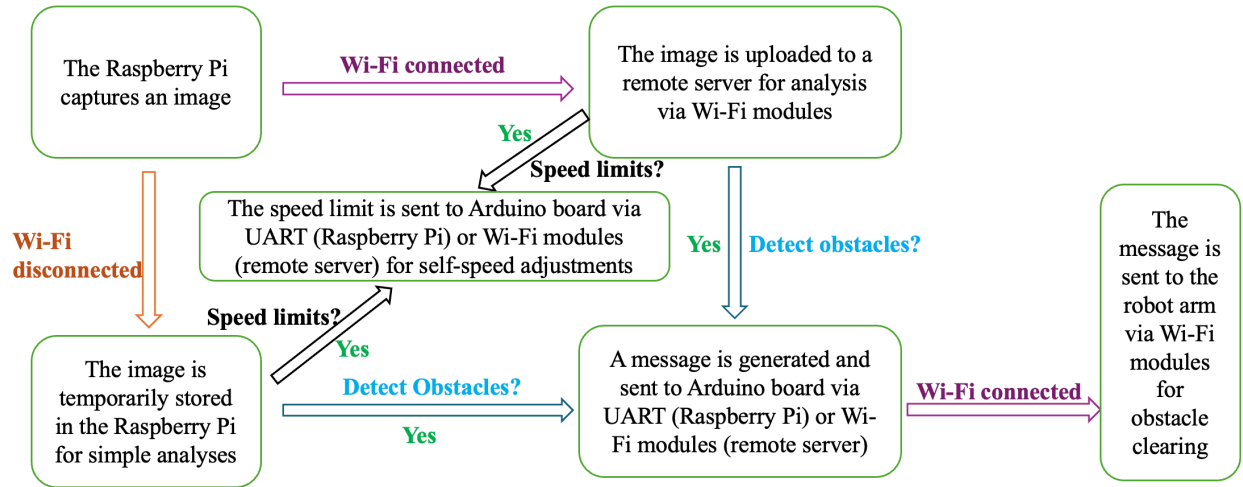 The Raspberry Pi
captures an image
Wi-Fi connected
The image is uploaded to a
remote server for analysis
via Wi-Fi modules
Yes
Speed limits?
The speed limit is sent to Arduino board via
UART (Raspberry Pi) or Wi-Fi modules
(remote server) for self-speed adjustments
Wi-Fi
disconnected
Yes
Detect obstacles?
The
message is
sent to the
robot arm
via Wi-Fi
modules
for
obstacle
clearing
Speed limits?
Yes
The image is
temporarily stored
in the Raspberry Pi
for simple analyses
Detect Obstacles?
Yes
A message is generated and
sent to Arduino board via
UART (Raspberry Pi) or Wi-
Fi modules (remote server)
Wi-Fi connected